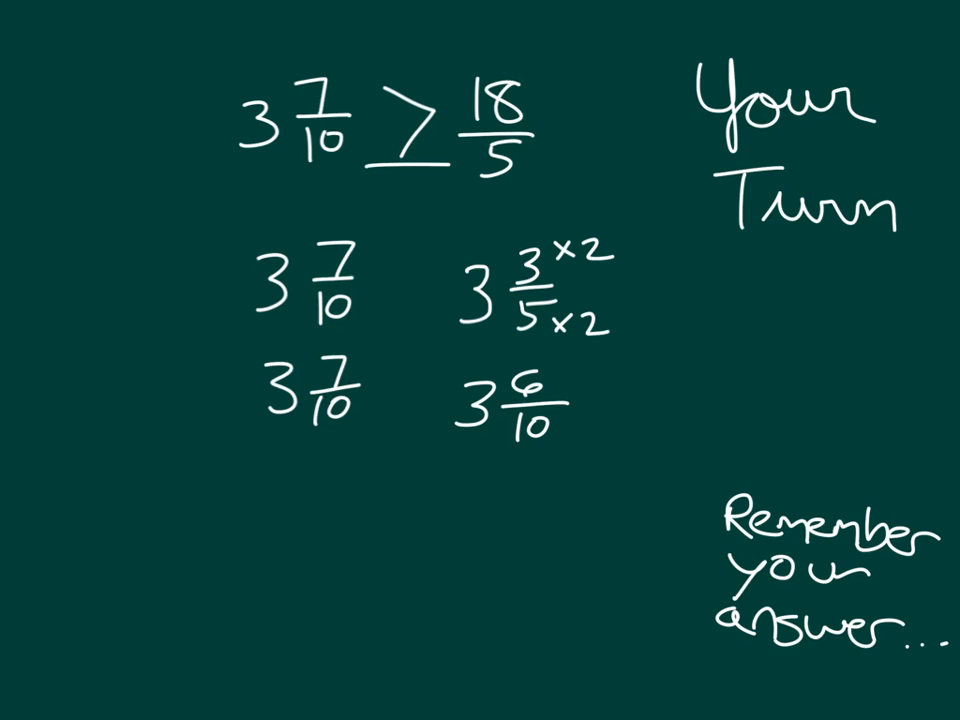 3 7/10 > 18/5
Your
Turn
3 7/10 3 3/5 ×2 ×2
3 7/10 3 6/10
Remember
your
answer...